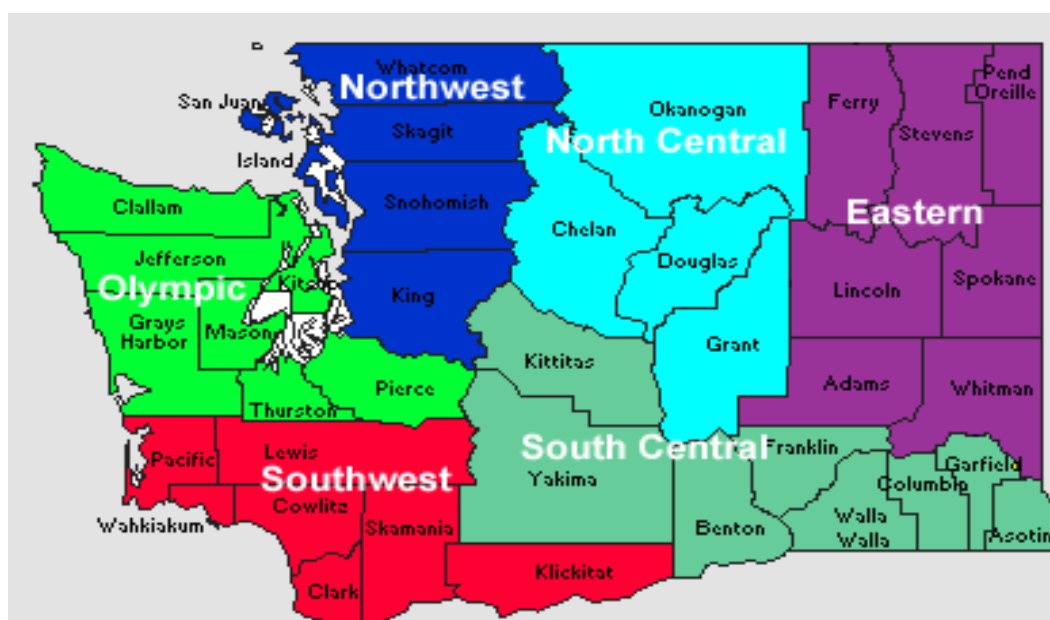 Whatcom
Northwest
San Juan
Skagit
Island
Snohomish
King
Okanogan
North Central
Chelan
Douglas
Grant
Ferry
Stevens
Pend
Oreille
Eastern
Lincoln
Spokane
Adams
Whitman
Clallam
Jefferson
Olympic
Kitsap
Grays
Harbor
Mason
Thurston
Pierce
Kittitas
South Central
Yakima
Benton
Franklin
Walla
Walla
Columbia
Garfield
Asotin
Pacific
Lewis
Southwest
Wahkiakum
Cowlitz
Skamania
Clark
Klickitat